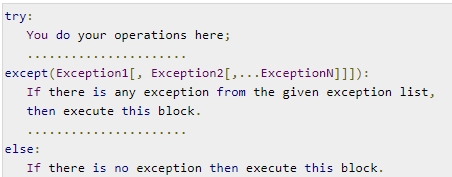 try:
   You do your operations here;
   ......................
except(Exception1[, Exception2[,...ExceptionN]]]):
   If there is any exception from the given exception list,
   then execute this block.
   ......................
else:
   If there is no exception then execute this block.